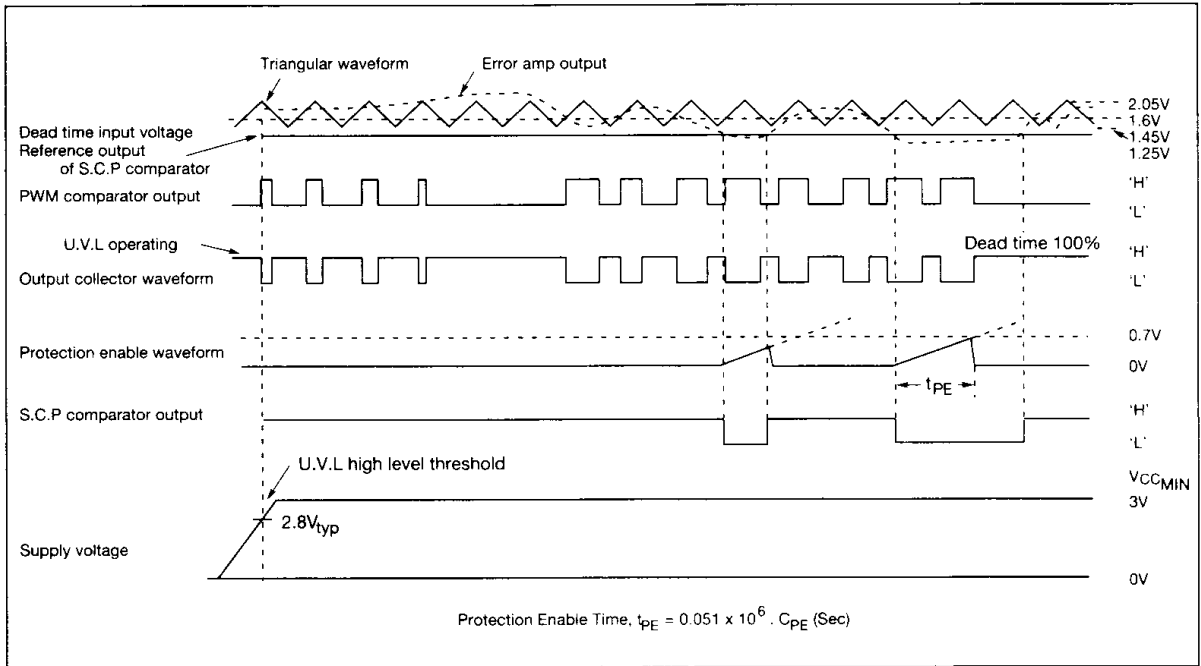 Triangular waveform
Error amp output
2.05V
1.6V
1.45V
1.25V
Dead time input voltage
Reference output
of S.C.P comparator
PWM comparator output
'H'
'L'
U.V.L operating
Dead time 100%
'H'
Output collector waveform
'L'
0.7V
Protection enable waveform
0V
tPE
S.C.P comparator output
'H'
'L'
U.V.L high level threshold
VCCMIN
3V
2.8Vtyp
Supply voltage
0V
Protection Enable Time, tPE = 0.051 x 10^6 . CPE (Sec)